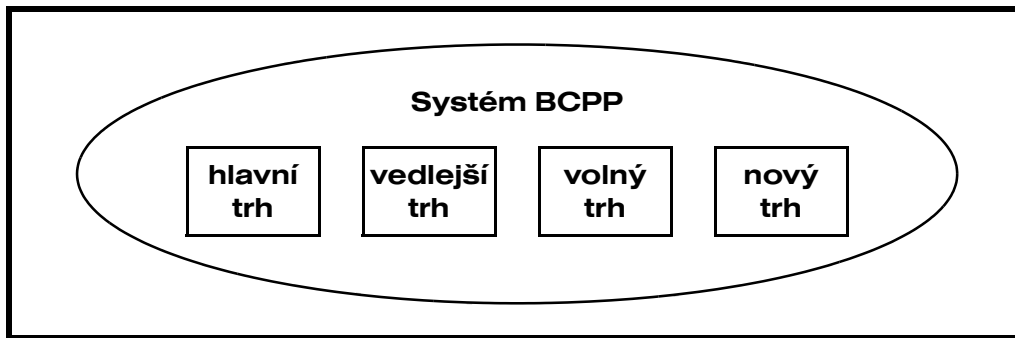 Systém BCPP
hlavní
trh
vedlejší
trh
volný
trh
nový
trh